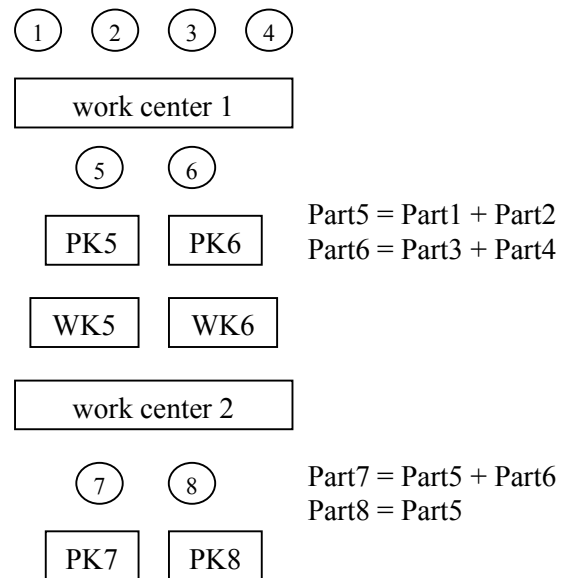 1 2 3 4
work center 1
5 6
Part5 = Part1 + Part2
PK5 PK6
Part6 = Part3 + Part4
WK5 WK6
work center 2
7 8
Part7 = Part5 + Part6
Part8 = Part5
PK7 PK8